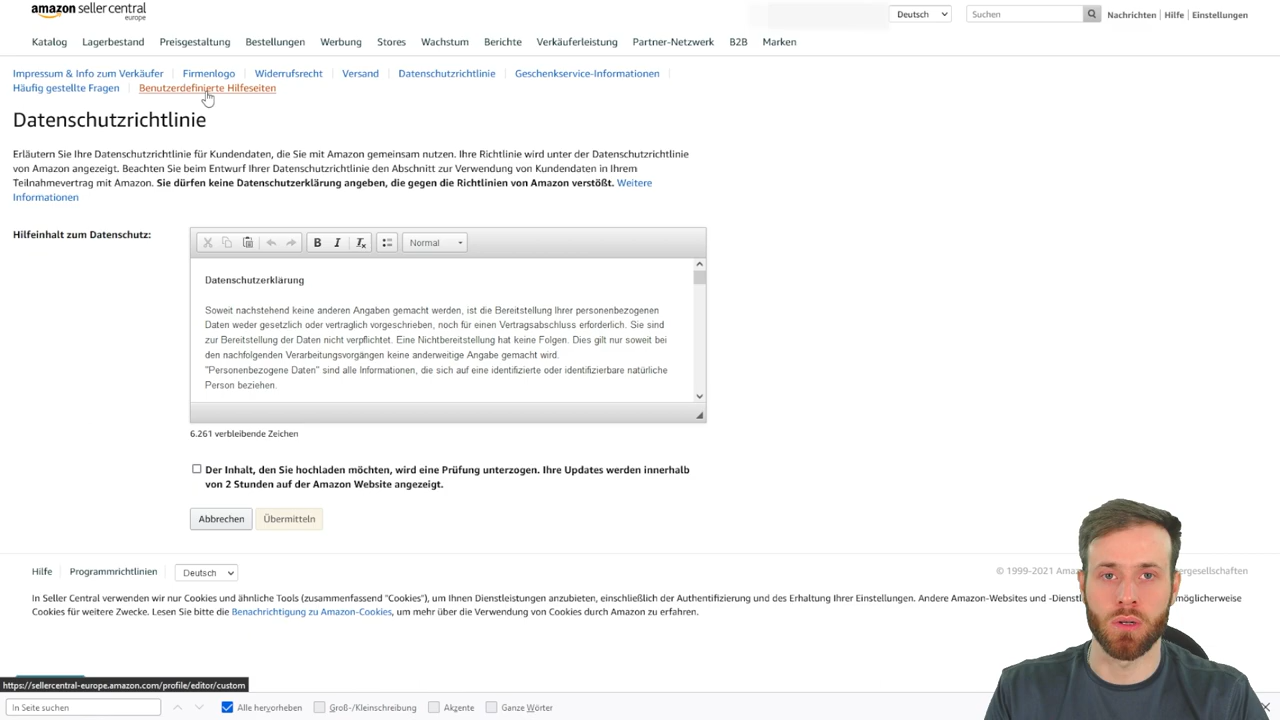 amazon seller central
europe
Deutsch
Suchen
Nachrichten | Hilfe | Einstellungen
Katalog Lagerbestand Preisgestaltung Bestellungen Werbung Stores Wachstum Berichte Verkäuferleistung Partner-Netzwerk B2B Marken
Impressum & Info zum Verkäufer Firmenlogo Widerrufsrecht Versand Datenschutzrichtlinie Geschenkservice-Informationen
Häufig gestellte Fragen Benutzerdefinierte Hilfeseiten
Datenschutzrichtlinie
Erläutern Sie Ihre Datenschutzrichtlinie für Kundendaten, die Sie mit Amazon gemeinsam nutzen. Ihre Richtlinie wird unter der Datenschutzrichtlinie
von Amazon angezeigt. Beachten Sie beim Entwurf Ihrer Datenschutzrichtlinie den Abschnitt zur Verwendung von Kundendaten in Ihrem
Teilnahmevertrag mit Amazon. Sie dürfen keine Datenschutzerklärung angeben, die gegen die Richtlinien von Amazon verstößt. Weitere
Informationen
Hilfeinhalt zum Datenschutz:
B I Tx Normal
Datenschutzerklärung
Soweit nachstehend keine anderen Angaben gemacht werden, ist die Bereitstellung Ihrer personenbezogenen
Daten weder gesetzlich oder vertraglich vorgeschrieben, noch für einen Vertragsabschluss erforderlich. Sie sind
zur Bereitstellung der Daten nicht verpflichtet. Eine Nichtbereitstellung hat keine Folgen. Dies gilt nur soweit bei
den nachfolgenden Verarbeitungsvorgängen keine anderweitige Angabe gemacht wird.
"Personenbezogene Daten" sind alle Informationen, die sich auf eine identifizierte oder identifizierbare natürliche
Person beziehen.
6.261 verbleibende Zeichen
Der Inhalt, den Sie hochladen möchten, wird eine Prüfung unterzogen. Ihre Updates werden innerhalb
von 2 Stunden auf der Amazon Website angezeigt.
Abbrechen Übermitteln
Hilfe Programmrichtlinien Deutsch
© 1999-2021
In Seller Central verwenden wir nur Cookies und ähnliche Tools (zusammenfassend "Cookies"), um Ihnen Dienstleistungen anzubieten, einschließlich der Authentifizierung und des Erhaltung Ihrer Einstellungen. Andere Amazon-Websites und möglicherweise
Cookies für weitere Zwecke. Lesen Sie bitte die Benachrichtigung zu Amazon-Cookies, um mehr über die Verwendung von Cookies durch Amazon zu erfahren.
https://sellercentral-europe.amazon.com/profile/editor/custom
In Seite suchen Alle hervorheben Groß-/Kleinschreibung Akzente Ganze Wörter